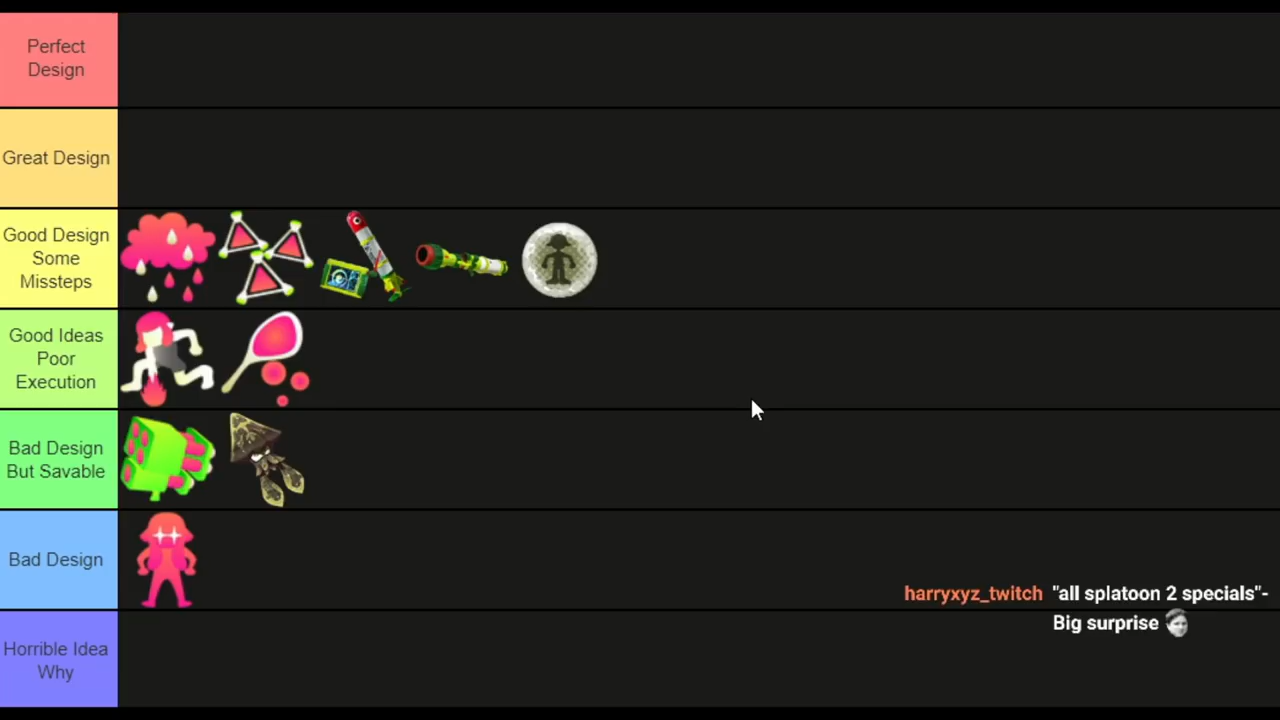 Perfect
Design
Great Design
Good Design
Some
Missteps
Good Ideas
Poor
Execution
Bad Design
But Savable
Bad Design
harryxyz_twitch "all splatoon 2 specials"-
Big surprise
Horrible Idea
Why